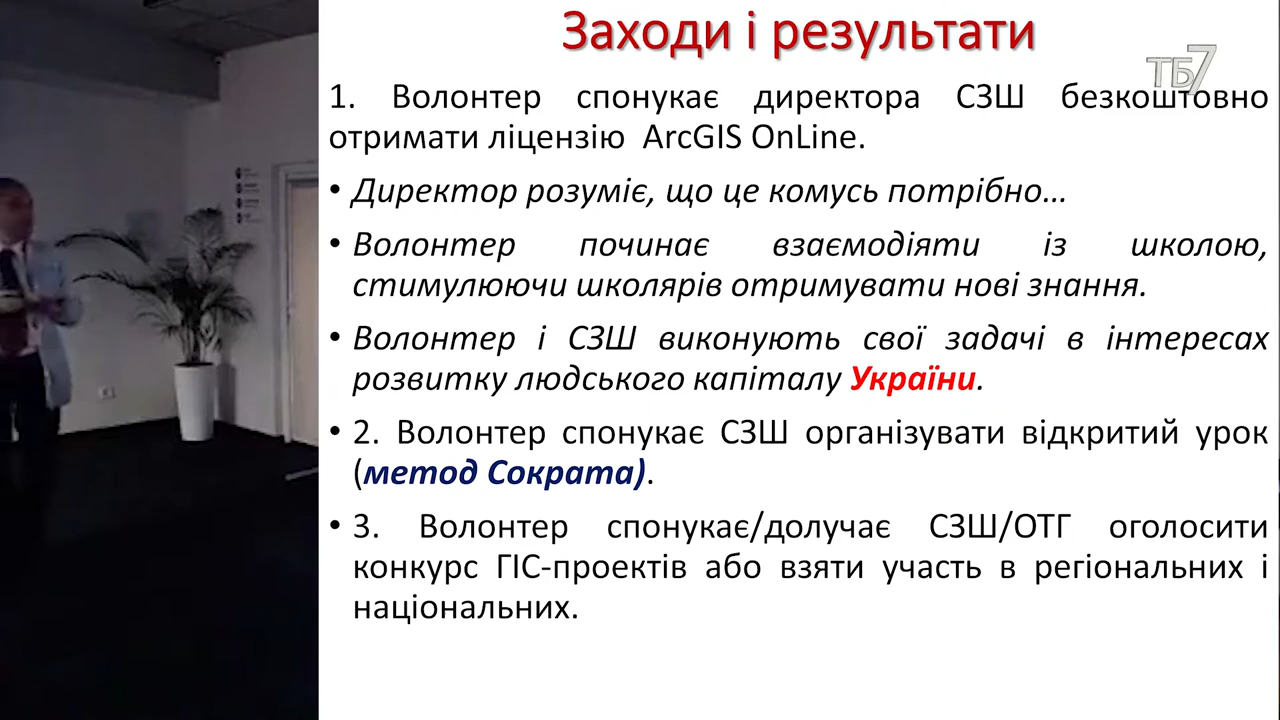 Заходи і результати
ТБ7
1. Волонтер спонукає директора СЗШ безкоштовно
отримати ліцензію ArcGIS OnLine.
• Директор розуміє, що це комусь потрібно…
• Волонтер починає взаємодіяти із школою,
стимулюючи школярів отримувати нові знання.
• Волонтер і СЗШ виконують свої задачі в інтересах
розвитку людського капіталу України.
• 2. Волонтер спонукає СЗШ організувати відкритий урок
(метод Сократа).
• 3. Волонтер спонукає/долучає СЗШ/ОТГ оголосити
конкурс ГІС-проектів або взяти участь в регіональних і
національних.